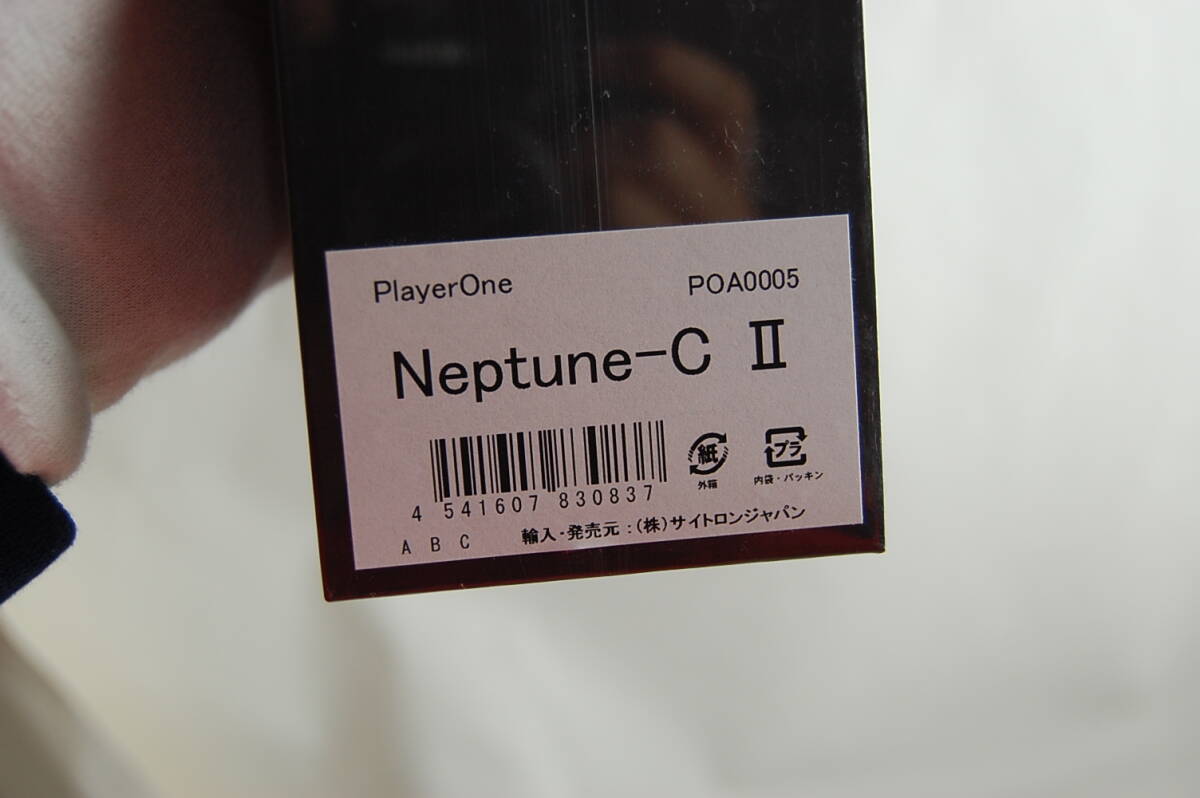 PlayerOne POA0005
Neptune-C Ⅱ
紙
外箱
プラ
内袋・パッキン
4 541607 830837
A B C
輸入・発売元:(株)サイトロンジャパン